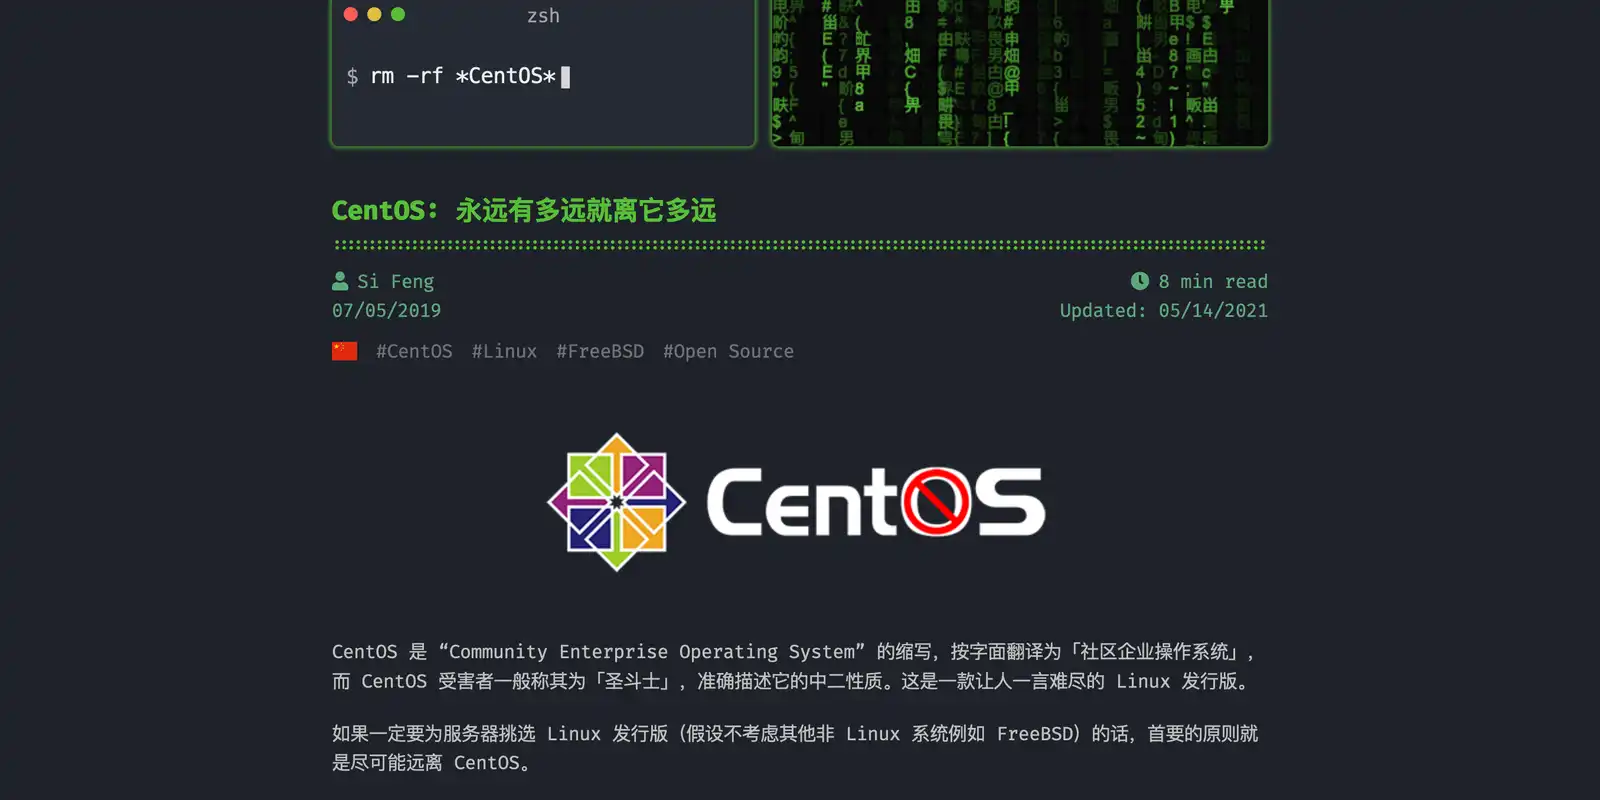 zsh
$ rm -rf *CentOS*
CentOS: 永远有多远就离它多远
Si Feng
8 min read
07/05/2019
Updated: 05/14/2021
#CentOS #Linux #FreeBSD #Open Source
CentOS
CentOS 是 “Community Enterprise Operating System” 的缩写，按字面翻译为「社区企业操作系统」，
而 CentOS 受害者一般称其为「圣斗士」，准确描述它的中二性质。这是一款让人一言难尽的 Linux 发行版。
如果一定要为服务器挑选 Linux 发行版（假设不考虑其他非 Linux 系统例如 FreeBSD）的话，首要的原则就
是尽可能远离 CentOS。